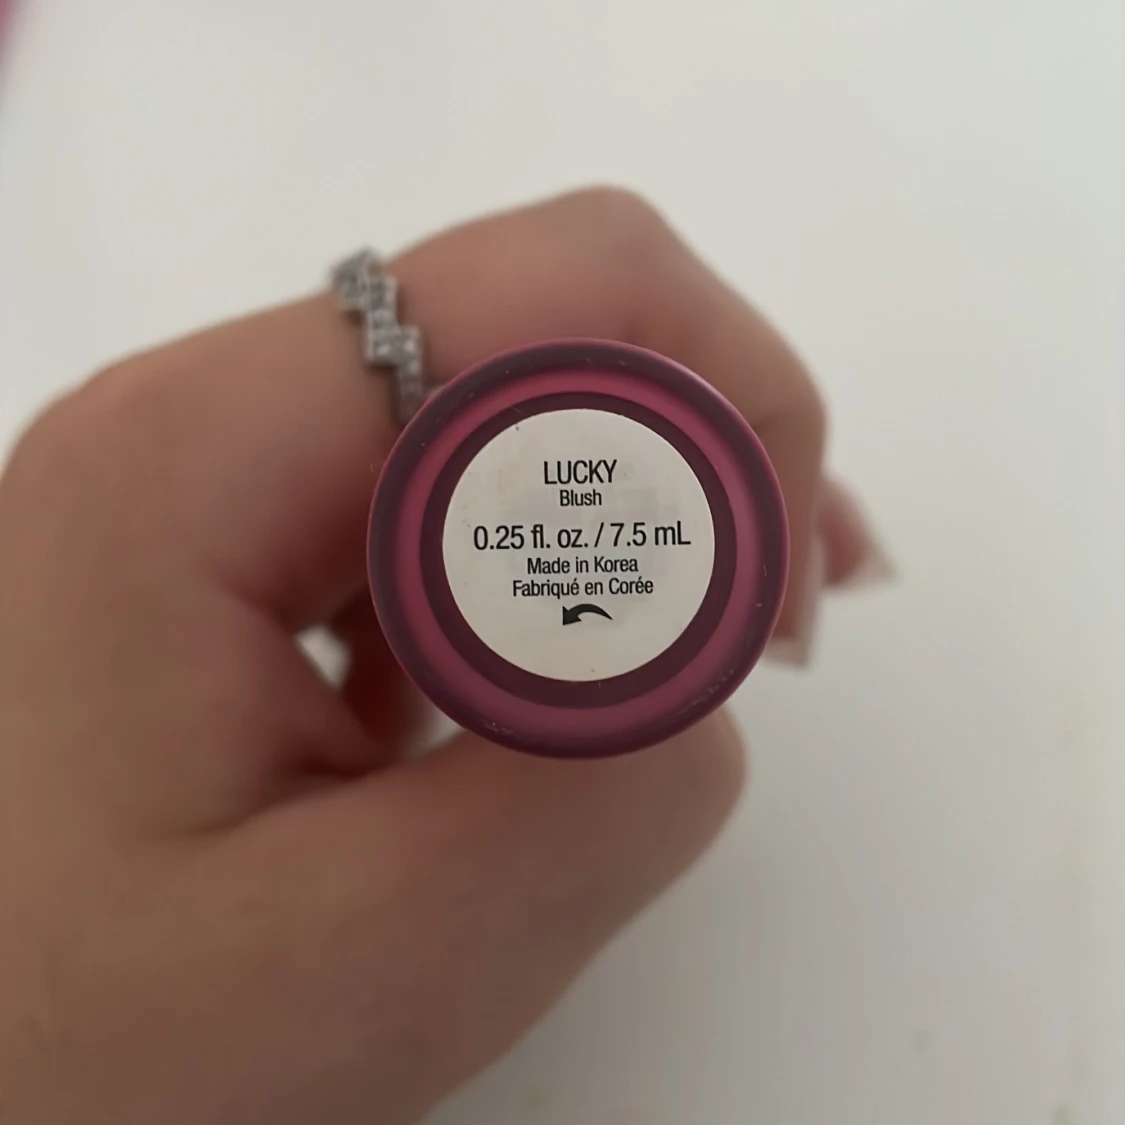 LUCKY
Blush
0.25 fl. oz. / 7.5 mL
Made in Korea
Fabriqué en Corée